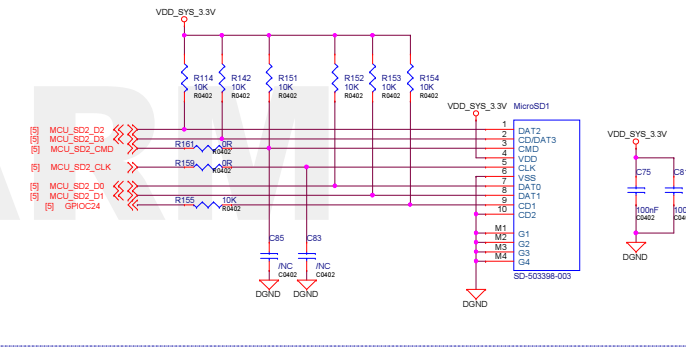 VDD_SYS_3.3V
R114
10K
R0402
R142
10K
R0402
R151
10K
R0402
R152
10K
R0402
R153
10K
R0402
R154
10K
R0402
VDD_SYS_3.3V
MicroSD1
VDD_SYS_3.3V
[5] MCU_SD2_D2
[5] MCU_SD2_D3
[5] MCU_SD2_CMD
R161 0R
R0402
[5] MCU_SD2_CLK
R159 0R
R0402
[5] MCU_SD2_D0
[5] MCU_SD2_D1
[5] GPIOC24
R155 10K
R0402
1 DAT2
2 CD/DAT3
3 CMD
4 VDD
5 CLK
6 VSS
7 DAT0
8 DAT1
9 CD1
10 CD2
M1 G1
M2 G2
M3 G3
M4 G4
SD-503398-003
C75
100nF
C0402
DGND
C85
/NC
C0402
DGND
C83
/NC
C0402
DGND
DGND
ARM